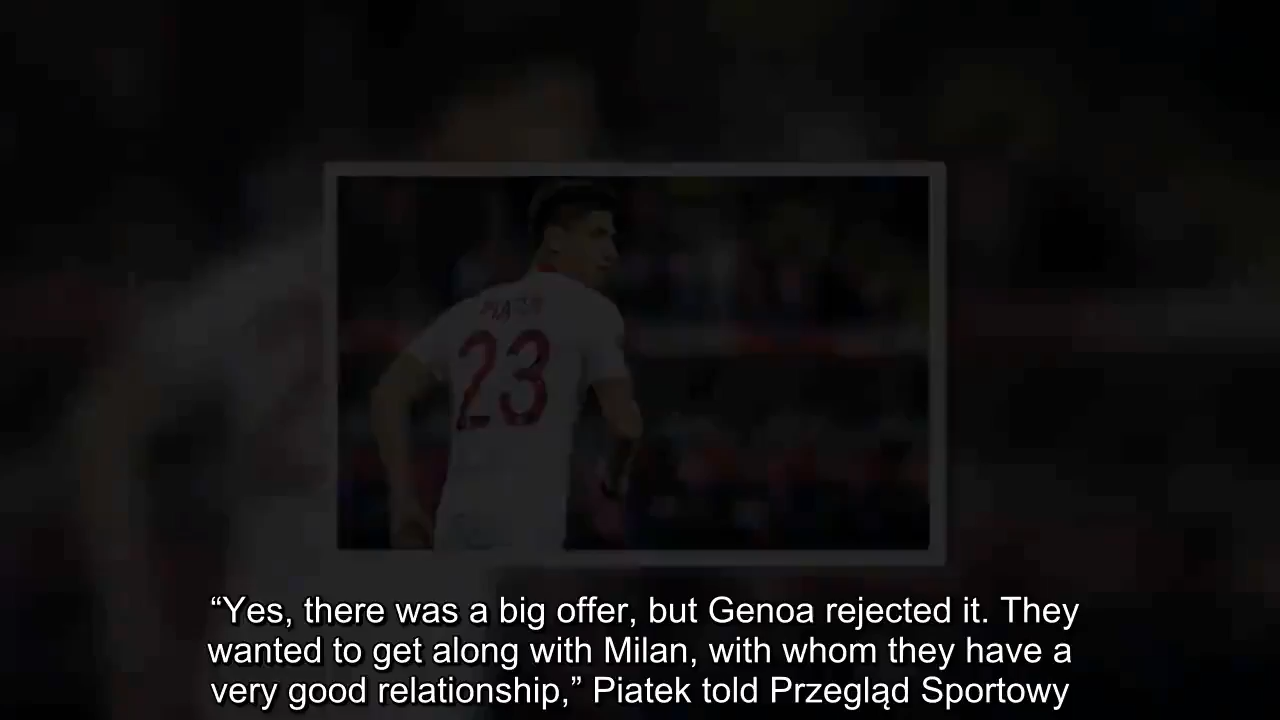 PIĄTEK
23
“Yes, there was a big offer, but Genoa rejected it. They
wanted to get along with Milan, with whom they have a
very good relationship,” Piatek told Przegląd Sportowy